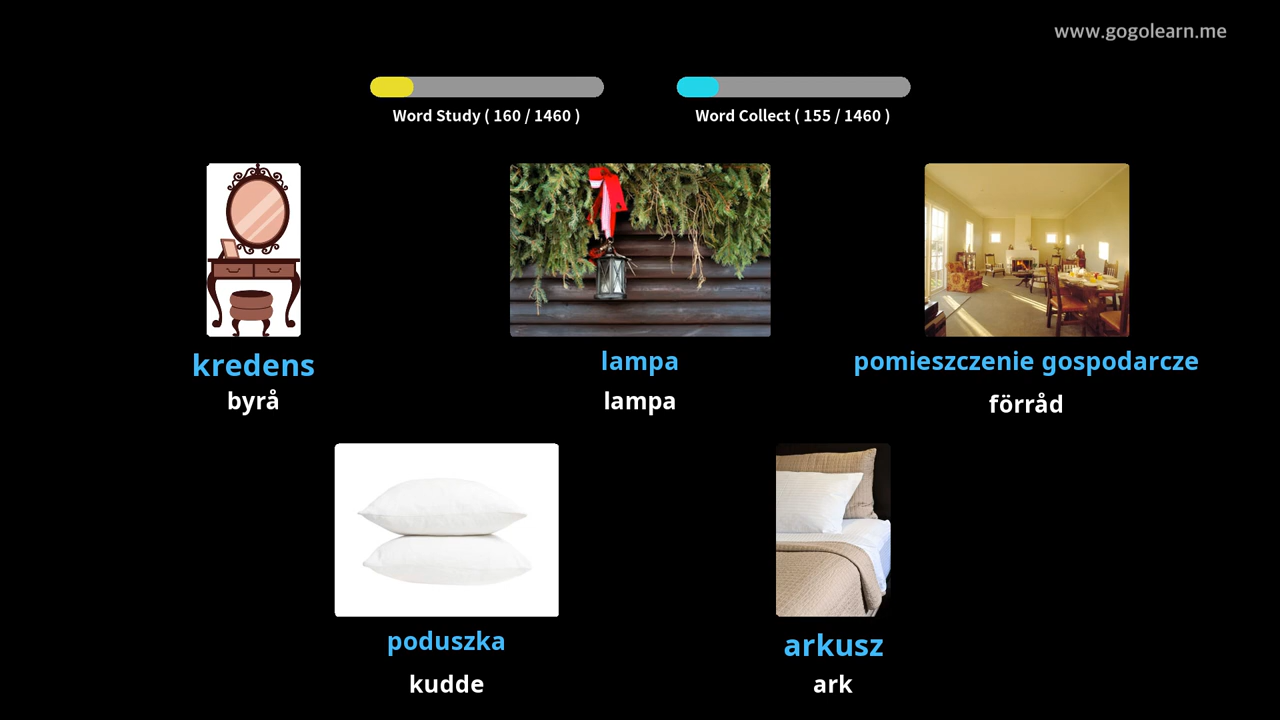 www.gogolearn.me
Word Study ( 160 / 1460 )
Word Collect ( 155 / 1460 )
kredens
byrå
lampa
lampa
pomieszczenie gospodarcze
förråd
poduszka
kudde
arkusz
ark